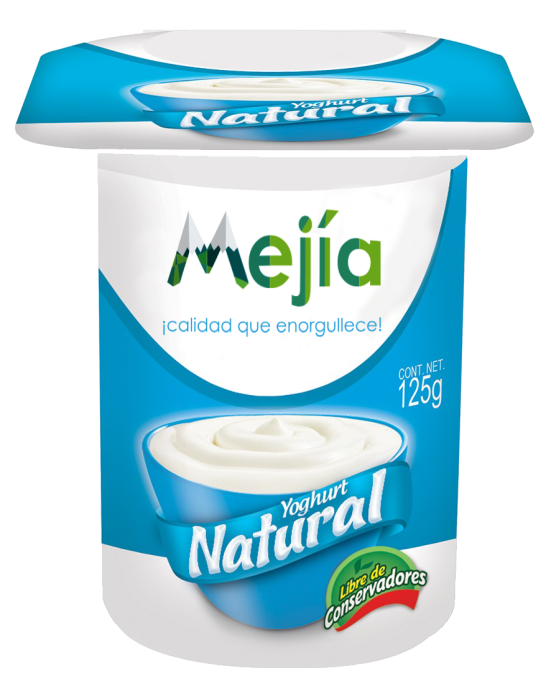 Yoghurt
Natural
Mejía
¡calidad que enorgullece!
CONT. NET.
125g
Yoghurt
Natural
Libre de
Conservadores